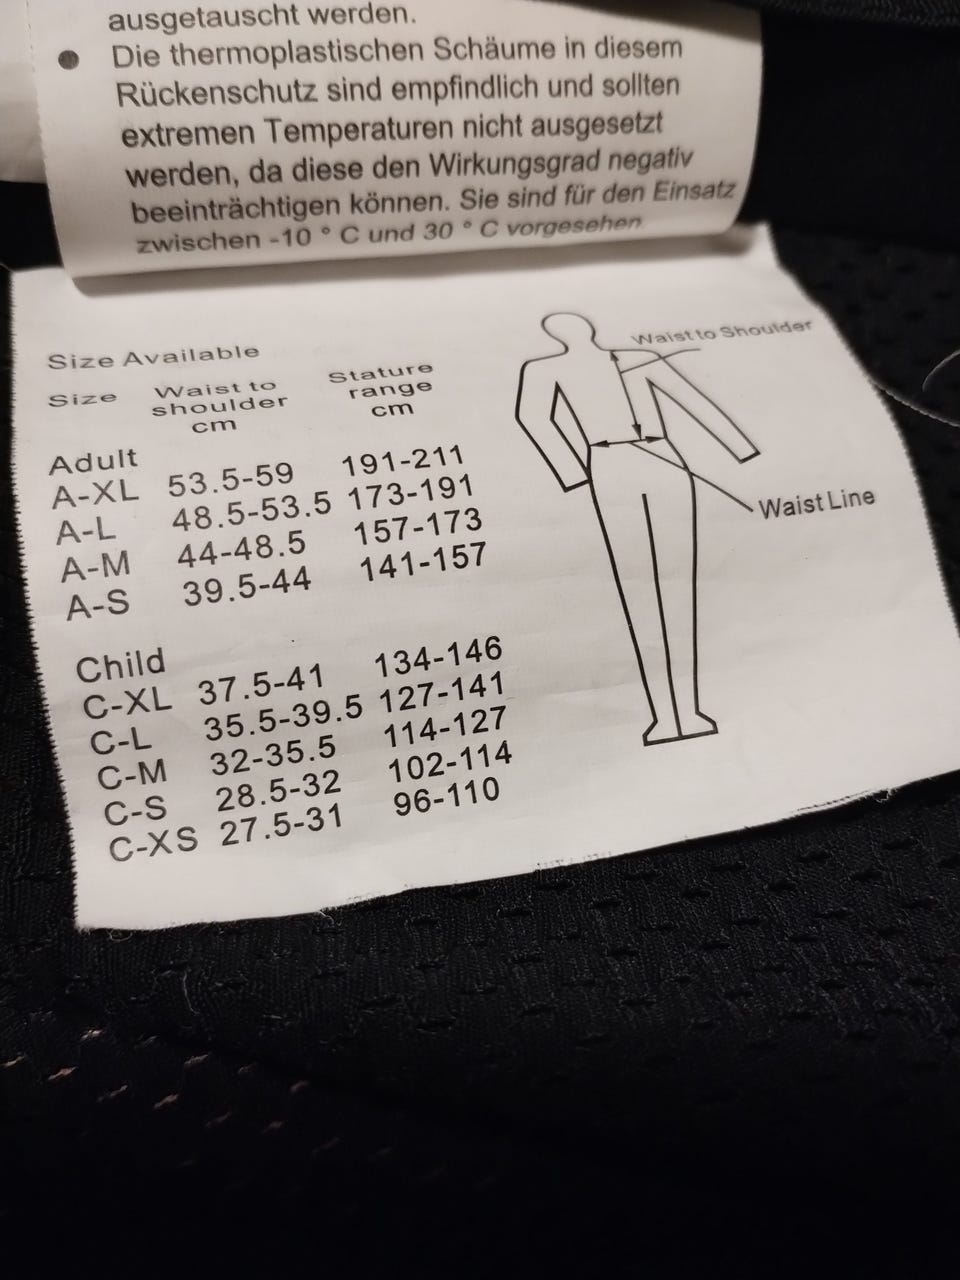 ausgetauscht werden.
● Die thermoplastischen Schäume in diesem
Rückenschutz sind empfindlich und sollten
extremen Temperaturen nicht ausgesetzt
werden, da diese den Wirkungsgrad negativ
beeinträchtigen können. Sie sind für den Einsatz
zwischen -10 ° C und 30 ° C vorgesehen.
Size Available
Size Waist to shoulder cm Stature range cm
Adult
A-XL 53.5-59 191-211
A-L 48.5-53.5 173-191
A-M 44-48.5 157-173
A-S 39.5-44 141-157
Child
C-XL 37.5-41 134-146
C-L 35.5-39.5 127-141
C-M 32-35.5 114-127
C-S 28.5-32 102-114
C-XS 27.5-31 96-110
Waist to Shoulder
Waist Line